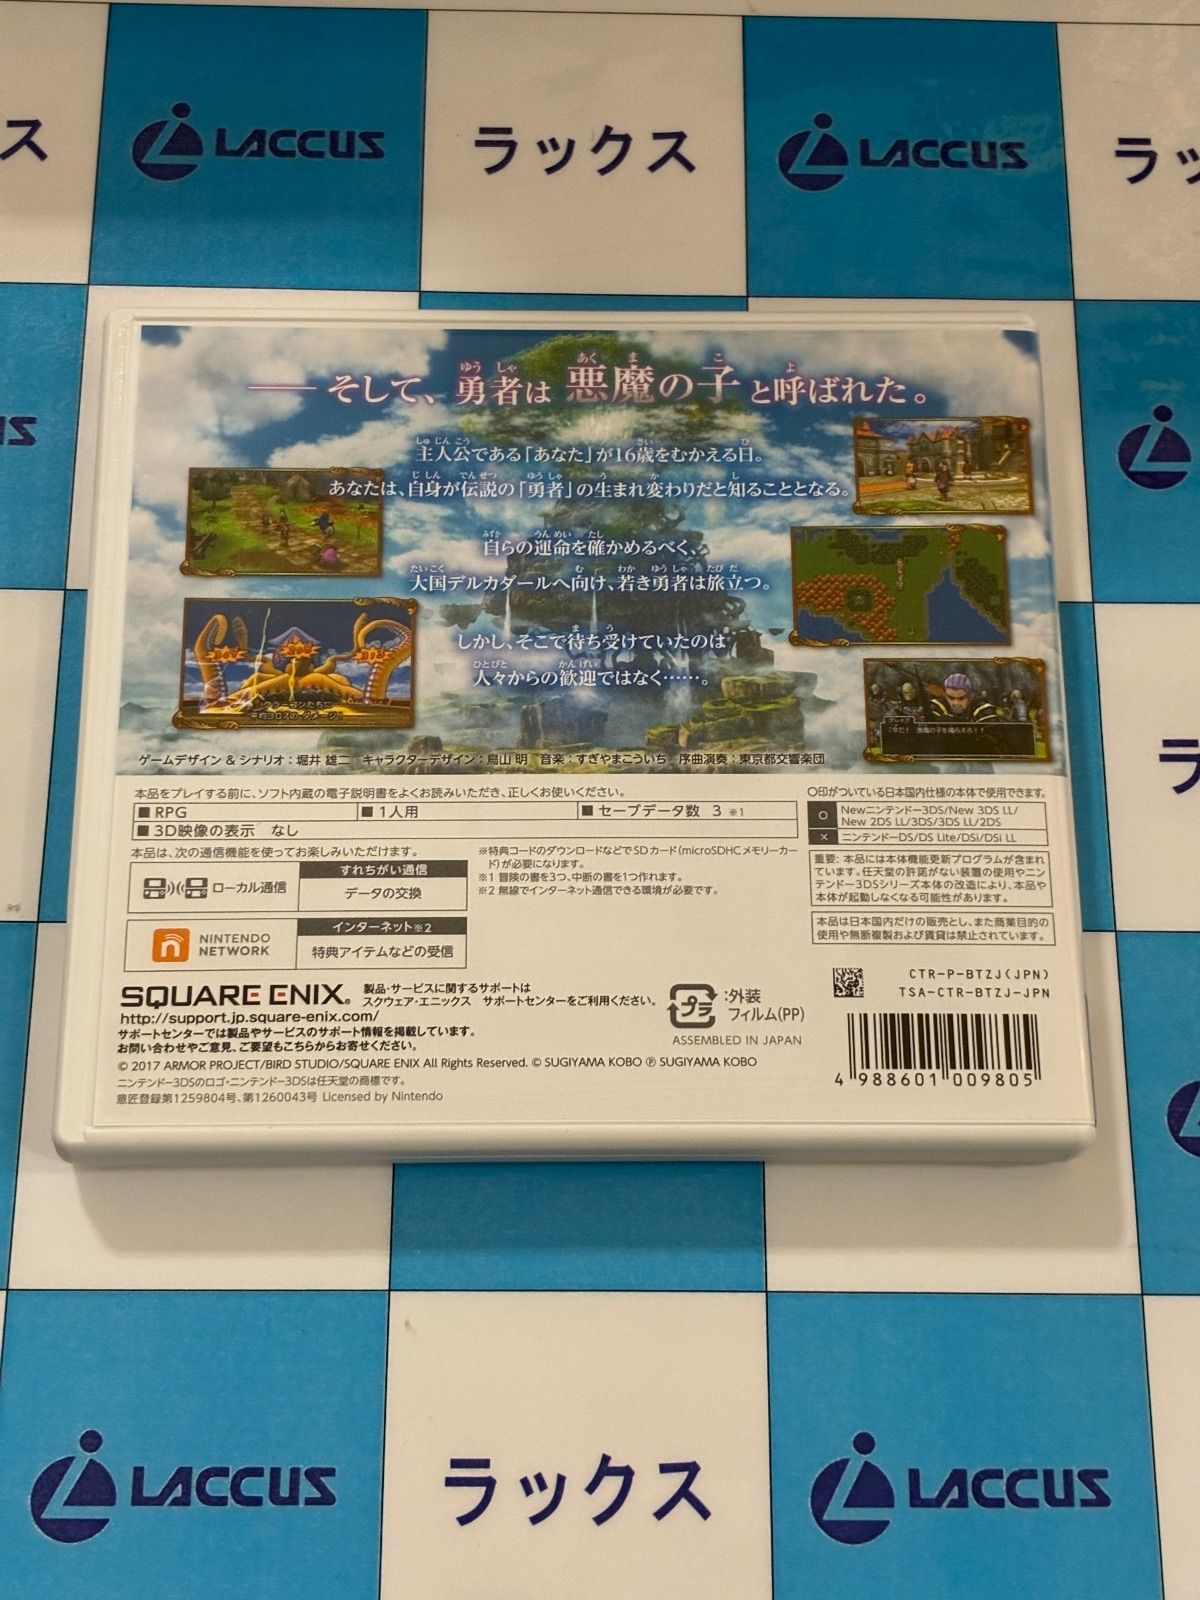 ス
LACCUS
ラックス
LACCUS
ラッ
そして、勇者は悪魔の子と呼ばれた。
主人公である「あなた」が16歳をむかえる日。
あなたは、自身が伝説の「勇者」の生まれ変わりだと知ることとなる。
自らの運命を確かめるべく、
大国デルカダールへ向け、若き勇者は旅立つ。
しかし、そこで待ち受けていたのは
人々からの歓迎ではなく……。
ゲームデザイン & シナリオ：堀井 雄二 キャラクターデザイン：鳥山 明 音楽：すぎやまこういち 序曲演奏：東京都交響楽団
本品をプレイする前に、ソフト内蔵の電子説明書をよくお読みいただき、正しくお使いください。
■ RPG ■ 1人用 ■ セーブデータ数 3 ※1
■ 3D映像の表示 なし
本品は、次の通信機能を使ってお楽しみいただけます。
ローカル通信
すれちがい通信
データの交換
NINTENDO NETWORK
インターネット※2
特典アイテムなどの受信
※特典コードのダウンロードなどでSDカード(microSDHCメモリーカード)が必要になります。
※1 冒険の書を3つ、中断の書を1つ作れます。
※2 無線でインターネット通信できる環境が必要です。
○印がついている日本国内仕様の本体で使用できます。
○ Newニンテンドー3DS/New 3DS LL/
New 2DS LL/3DS/3DS LL/2DS
× ニンテンドーDS/DS Lite/DSi/DSi LL
重要：本品には本体機能更新プログラムが含まれ
ています。任天堂の許諾がない装置の使用やニン
テンドー3DSシリーズ本体の改造により、本品や
本体が起動しなくなる可能性があります。
本品は日本国内だけの販売とし、また商業目的の
使用や無断複製および賃貸は禁止されています。
SQUARE ENIX®
製品・サービスに関するサポートは
スクウェア・エニックス サポートセンターをご利用ください。
http://support.jp.square-enix.com/
サポートセンターでは製品やサービスのサポート情報を掲載しています。
お問い合わせやご意見、ご要望もこちらからお寄せください。
© 2017 ARMOR PROJECT/BIRD STUDIO/SQUARE ENIX All Rights Reserved. © SUGIYAMA KOBO ℗ SUGIYAMA KOBO
ニンテンドー3DSのロゴ・ニンテンドー3DSは任天堂の商標です。
意匠登録第1259804号、第1260043号 Licensed by Nintendo
プラ
：外装
フィルム(PP)
ASSEMBLED IN JAPAN
CTR-P-BTZJ(JPN)
TSA-CTR-BTZJ-JPN
4 988601 009805
LACCUS
ラックス
LACCUS